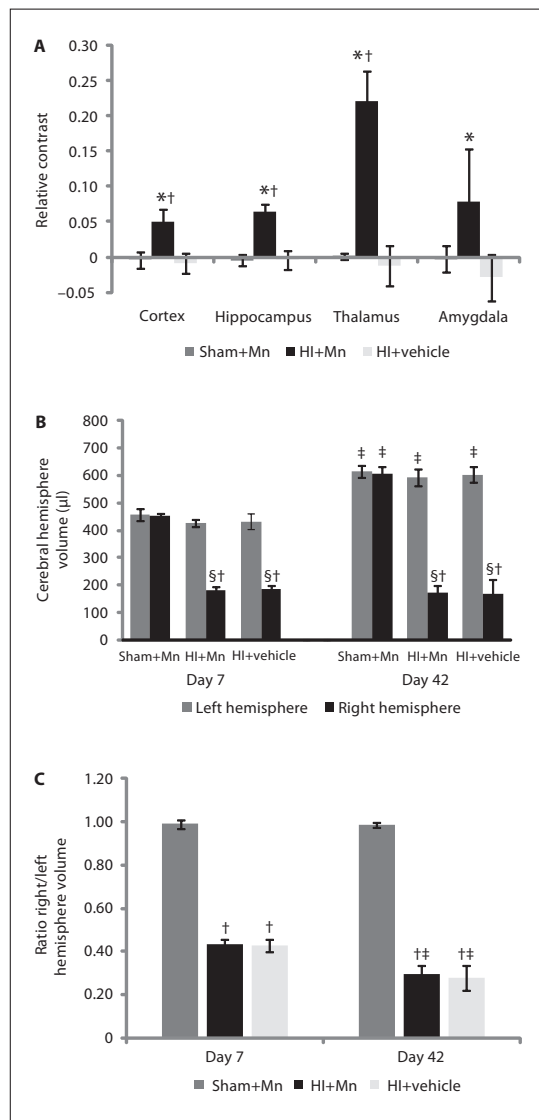 A
0.30
*†
0.25
0.20
0.15
*
0.10
*†
*†
0.05
0
–0.05
Relative contrast
Cortex Hippocampus Thalamus Amygdala
Sham+Mn HI+Mn HI+vehicle
B
800
700
600
500
400
300
200
100
0
Cerebral hemisphere
volume (μl)
‡ ‡ ‡ ‡
§† §† §† §†
Sham+Mn HI+Mn HI+vehicle Sham+Mn HI+Mn HI+vehicle
Day 7 Day 42
Left hemisphere Right hemisphere
C
1.20
1.00
0.80
0.60
0.40
0.20
0
Ratio right/left
hemisphere volume
† † †‡ †‡
Day 7 Day 42
Sham+Mn HI+Mn HI+vehicle